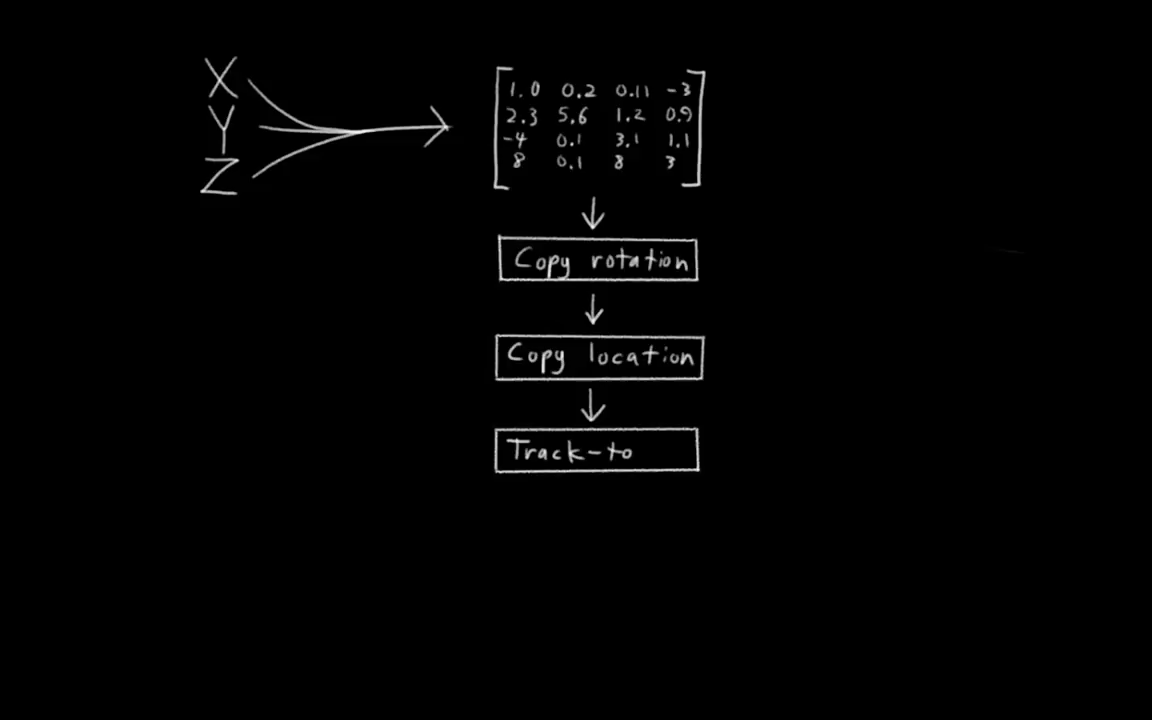 X
Y
Z
1.0 0.2 0.11 -3
2.3 5.6 1.2 0.9
-4 0.1 3.1 1.1
8 0.1 8 3
Copy rotation
Copy location
Track-to